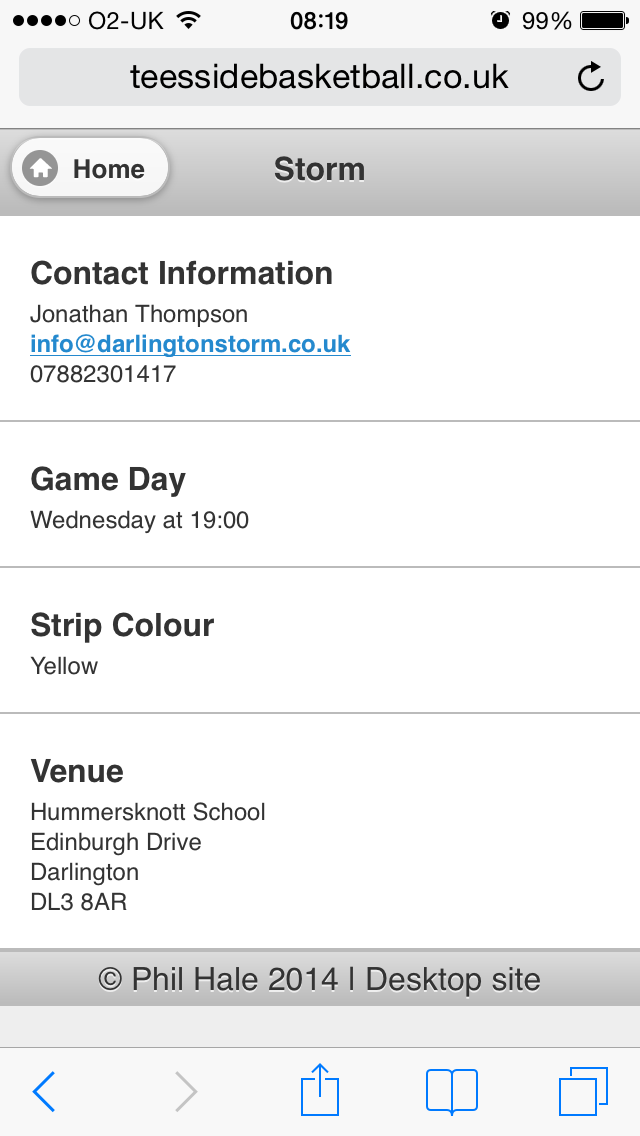 O2-UK 08:19 99%
teessidebasketball.co.uk
Home Storm
Contact Information
Jonathan Thompson
info@darlingtonstorm.co.uk
07882301417
Game Day
Wednesday at 19:00
Strip Colour
Yellow
Venue
Hummersknott School
Edinburgh Drive
Darlington
DL3 8AR
© Phil Hale 2014 | Desktop site